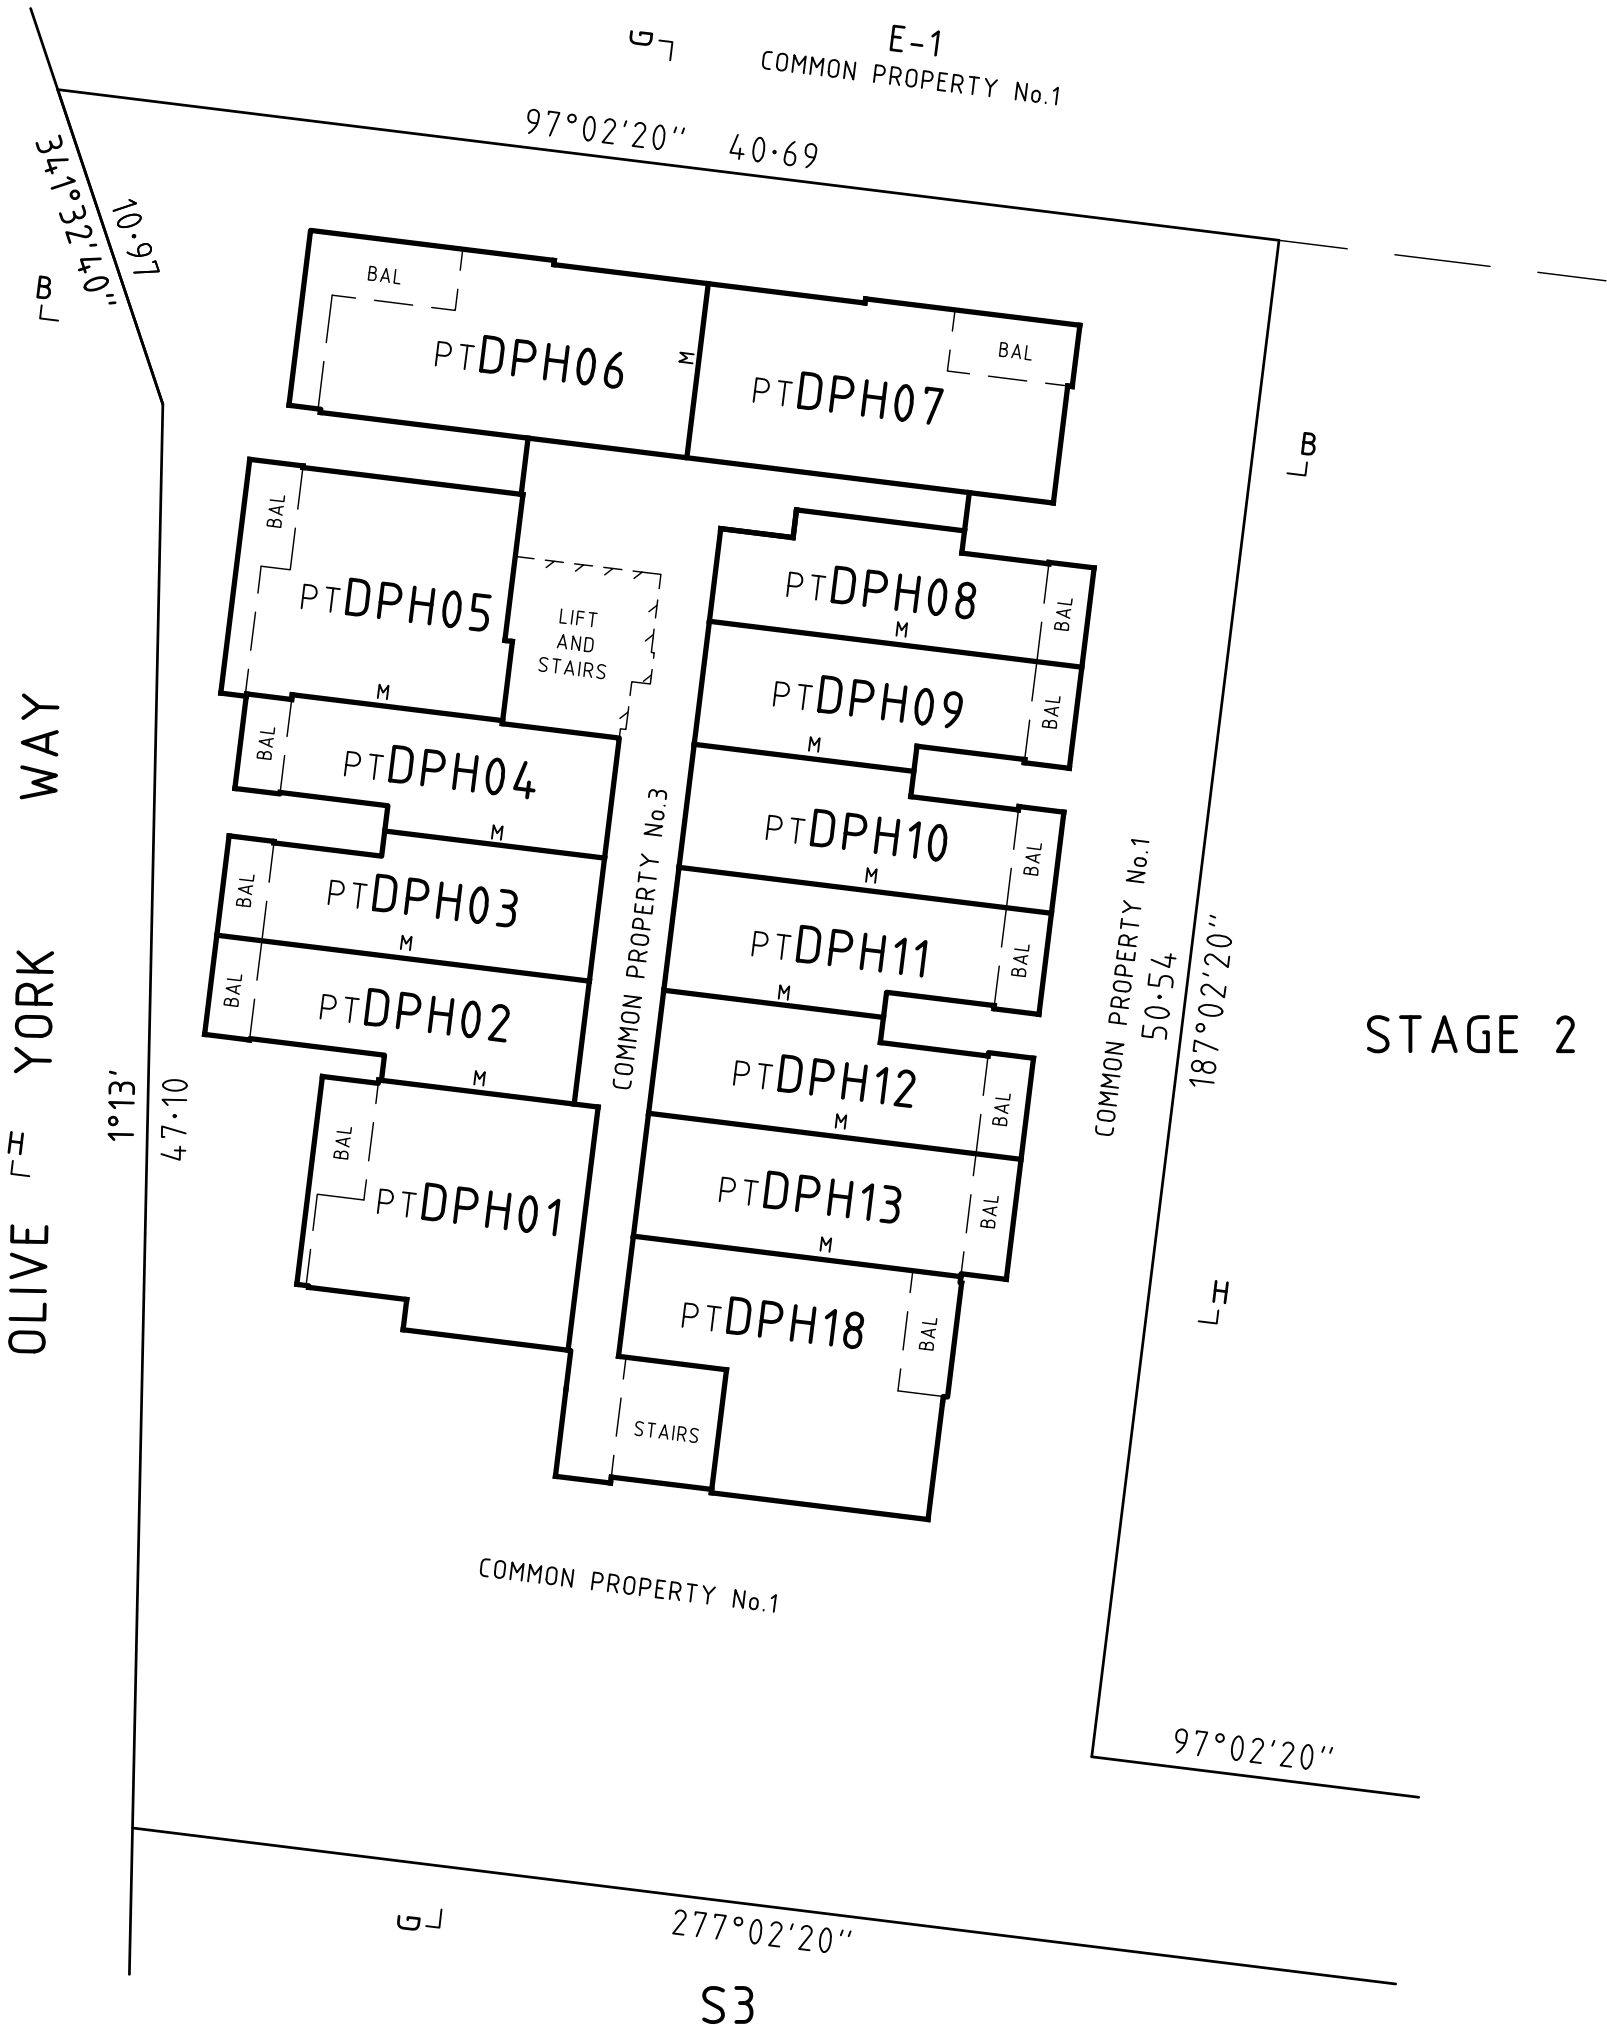 G
E-1
COMMON PROPERTY No.1
97°02'20" 40·69
341°32'40"
10·97
B
BAL
PTDPH06
M
PTDPH07
BAL
B
BAL
PTDPH05
M
LIFT
AND
STAIRS
PTDPH08
M
BAL
PTDPH09
M
BAL
BAL
PTDPH04
M
PTDPH10
M
BAL
BAL
PTDPH03
M
PTDPH11
M
BAL
BAL
PTDPH02
M
PTDPH12
M
BAL
BAL
PTDPH01
PTDPH13
M
BAL
PTDPH18
BAL
STAIRS
COMMON PROPERTY No.3
COMMON PROPERTY No.1
50·54
187°02'20"
STAGE 2
OLIVE YORK WAY
1°13'
47·10
H
H
COMMON PROPERTY No.1
97°02'20"
G
277°02'20"
S3